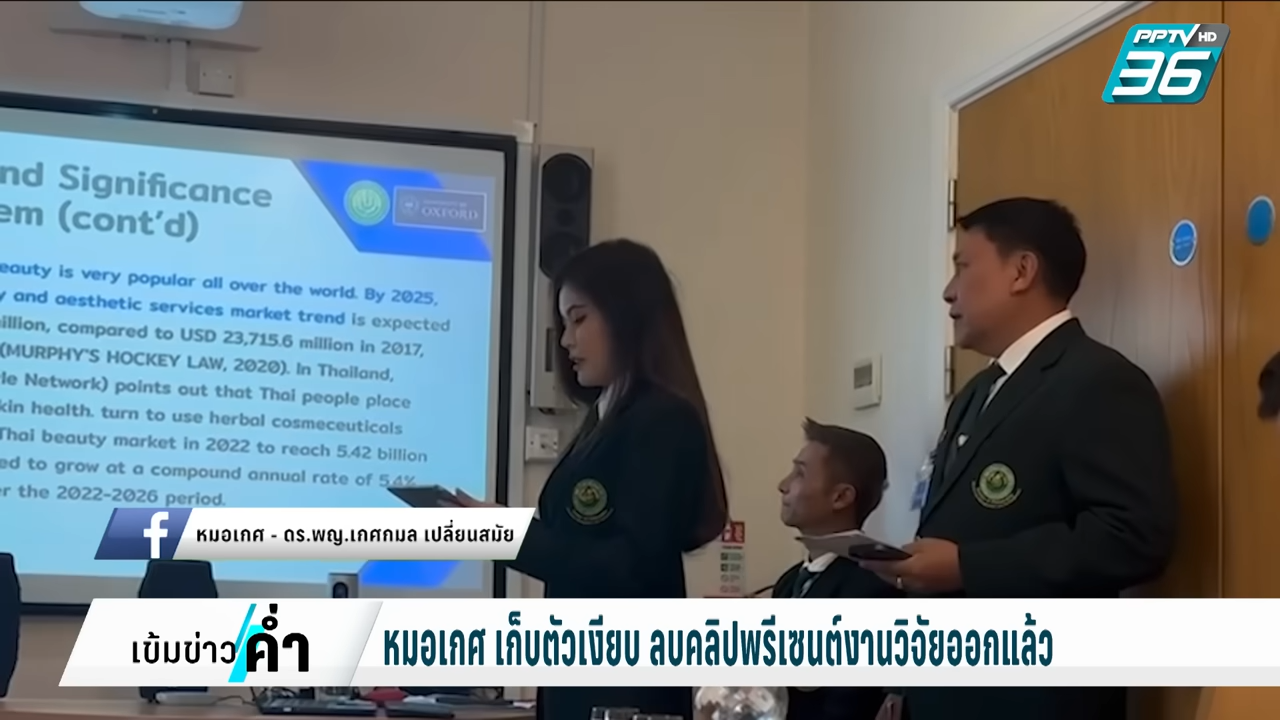 PPTV HD
36
nd Significance
em (cont'd)
OXFORD
eauty is very popular all over the world. By 2025,
y and aesthetic services market trend is expected
illion, compared to USD 23,715.6 million in 2017,
(MURPHY'S HOCKEY LAW, 2020). In Thailand,
le Network) points out that Thai people place
kin health. turn to use herbal cosmeceuticals
Thai beauty market in 2022 to reach 5.42 billion
ed to grow at a compound annual rate of 5.4%
r the 2022-2026 period.
f หมอเกศ - ดร.พญ.เกศกมล เปลี่ยนสมัย
เข้มข่าวค่ำ
หมอเกศ เก็บตัวเงียบ ลบคลิปพรีเซนต์งานวิจัยออกแล้ว